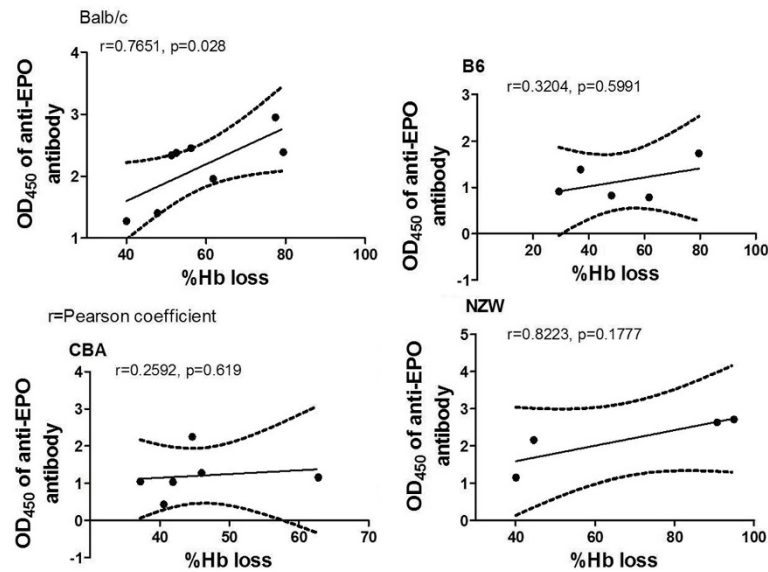 Balb/c
r=0.7651, p=0.028
OD450 of anti-EPO
antibody
4
3
2
1
40
60
80
100
%Hb loss
B6
r=0.3204, p=0.5991
OD450 of anti-EPO
antibody
3
2
1
0
-1
20
40
60
80
100
%Hb loss
r=Pearson coefficient
CBA
r=0.2592, p=0.619
OD450 of anti-EPO
antibody
4
3
2
1
0
-1
40
50
60
70
%Hb loss
NZW
r=0.8223, p=0.1777
OD450 of anti-EPO
antibody
5
4
3
2
1
0
40
60
80
100
%Hb loss